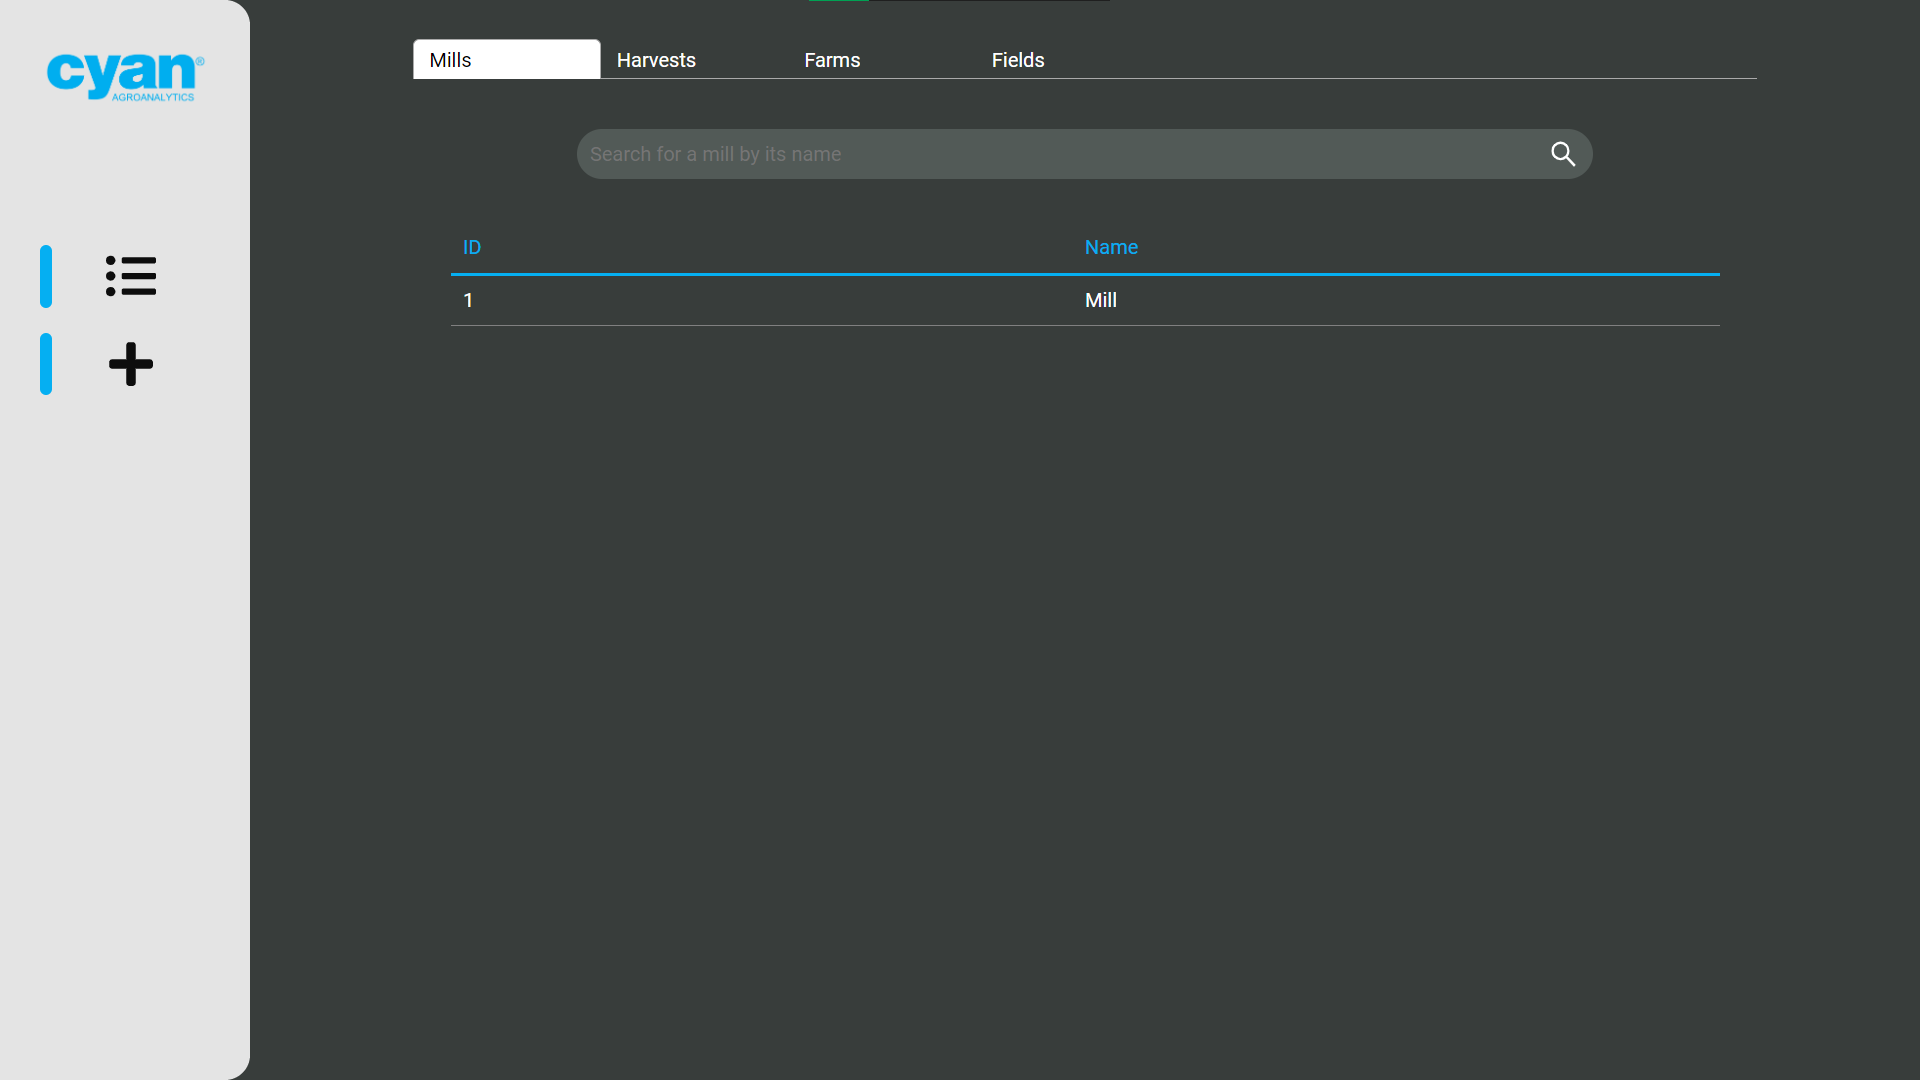 cyan®
AGROANALYTICS
Mills
Harvests
Farms
Fields
Search for a mill by its name
ID
Name
1
Mill